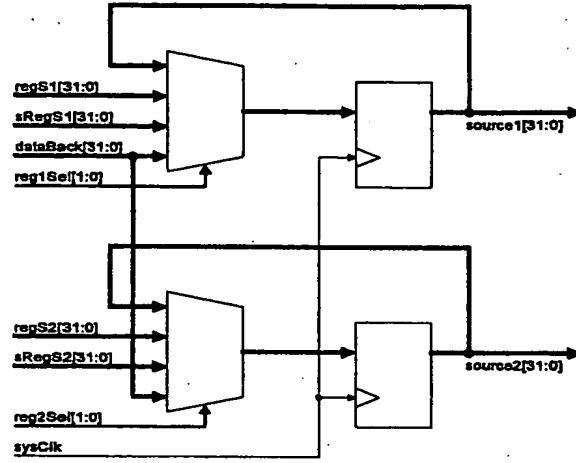 regS1[31:0]
sRegS1[31:0]
source1[31:0]
dataBack[31:0]
reg1Sel[1:0]
regS2[31:0]
sRegS2[31:0]
source2[31:0]
reg2Sel[1:0]
sysClk